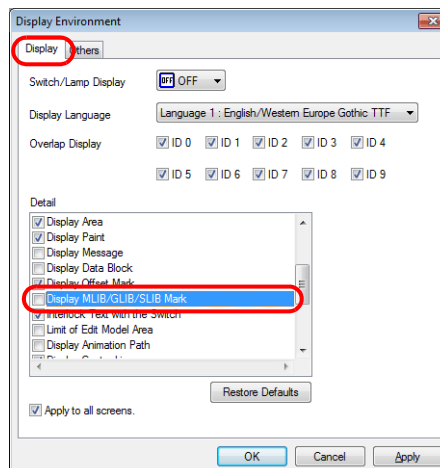 Display Environment
Display Others
Switch/Lamp Display OFF OFF
Display Language Language 1 : English/Western Europe Gothic TTF
Overlap Display ID 0 ID 1 ID 2 ID 3 ID 4
ID 5 ID 6 ID 7 ID 8 ID 9
Detail
Display Area
Display Paint
Display Message
Display Data Block
Display Offset Mark
Display MLIB/GLIB/SLIB Mark
Interlock Text with the Switch
Limit of Edit Model Area
Display Animation Path
Restore Defaults
Apply to all screens.
OK Cancel Apply